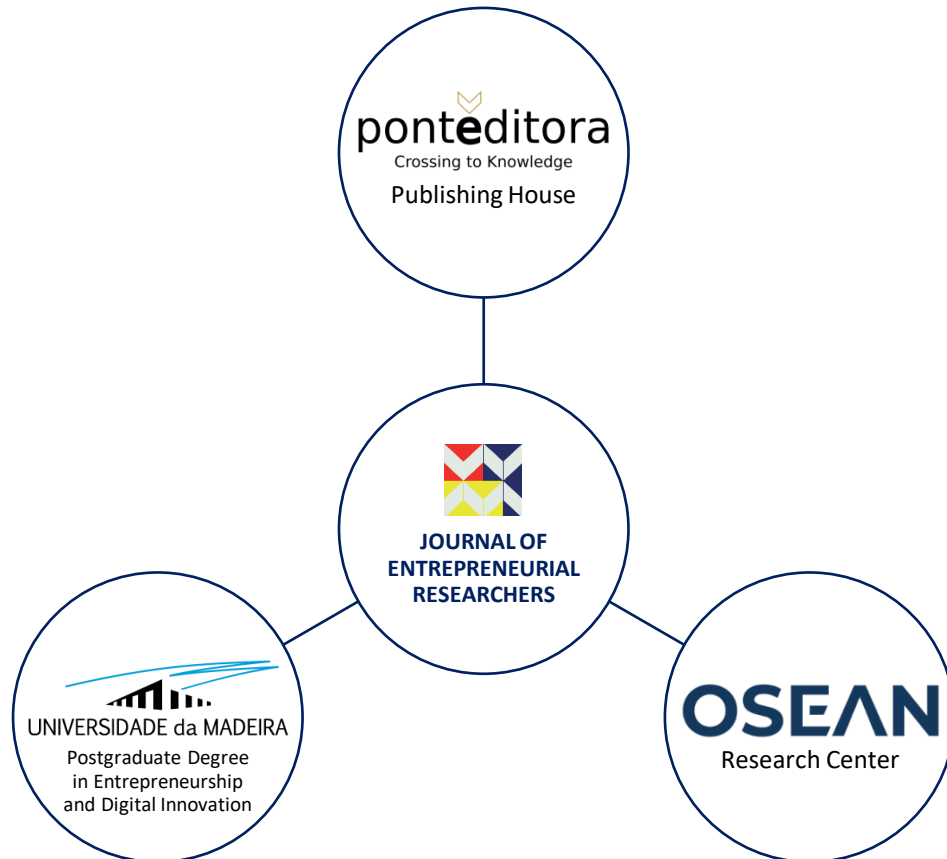 ponteditora
Crossing to Knowledge
Publishing House
JOURNAL OF
ENTREPRENEURIAL
RESEARCHERS
UNIVERSIDADE da MADEIRA
Postgraduate Degree
in Entrepreneurship
and Digital Innovation
OSEAN
Research Center